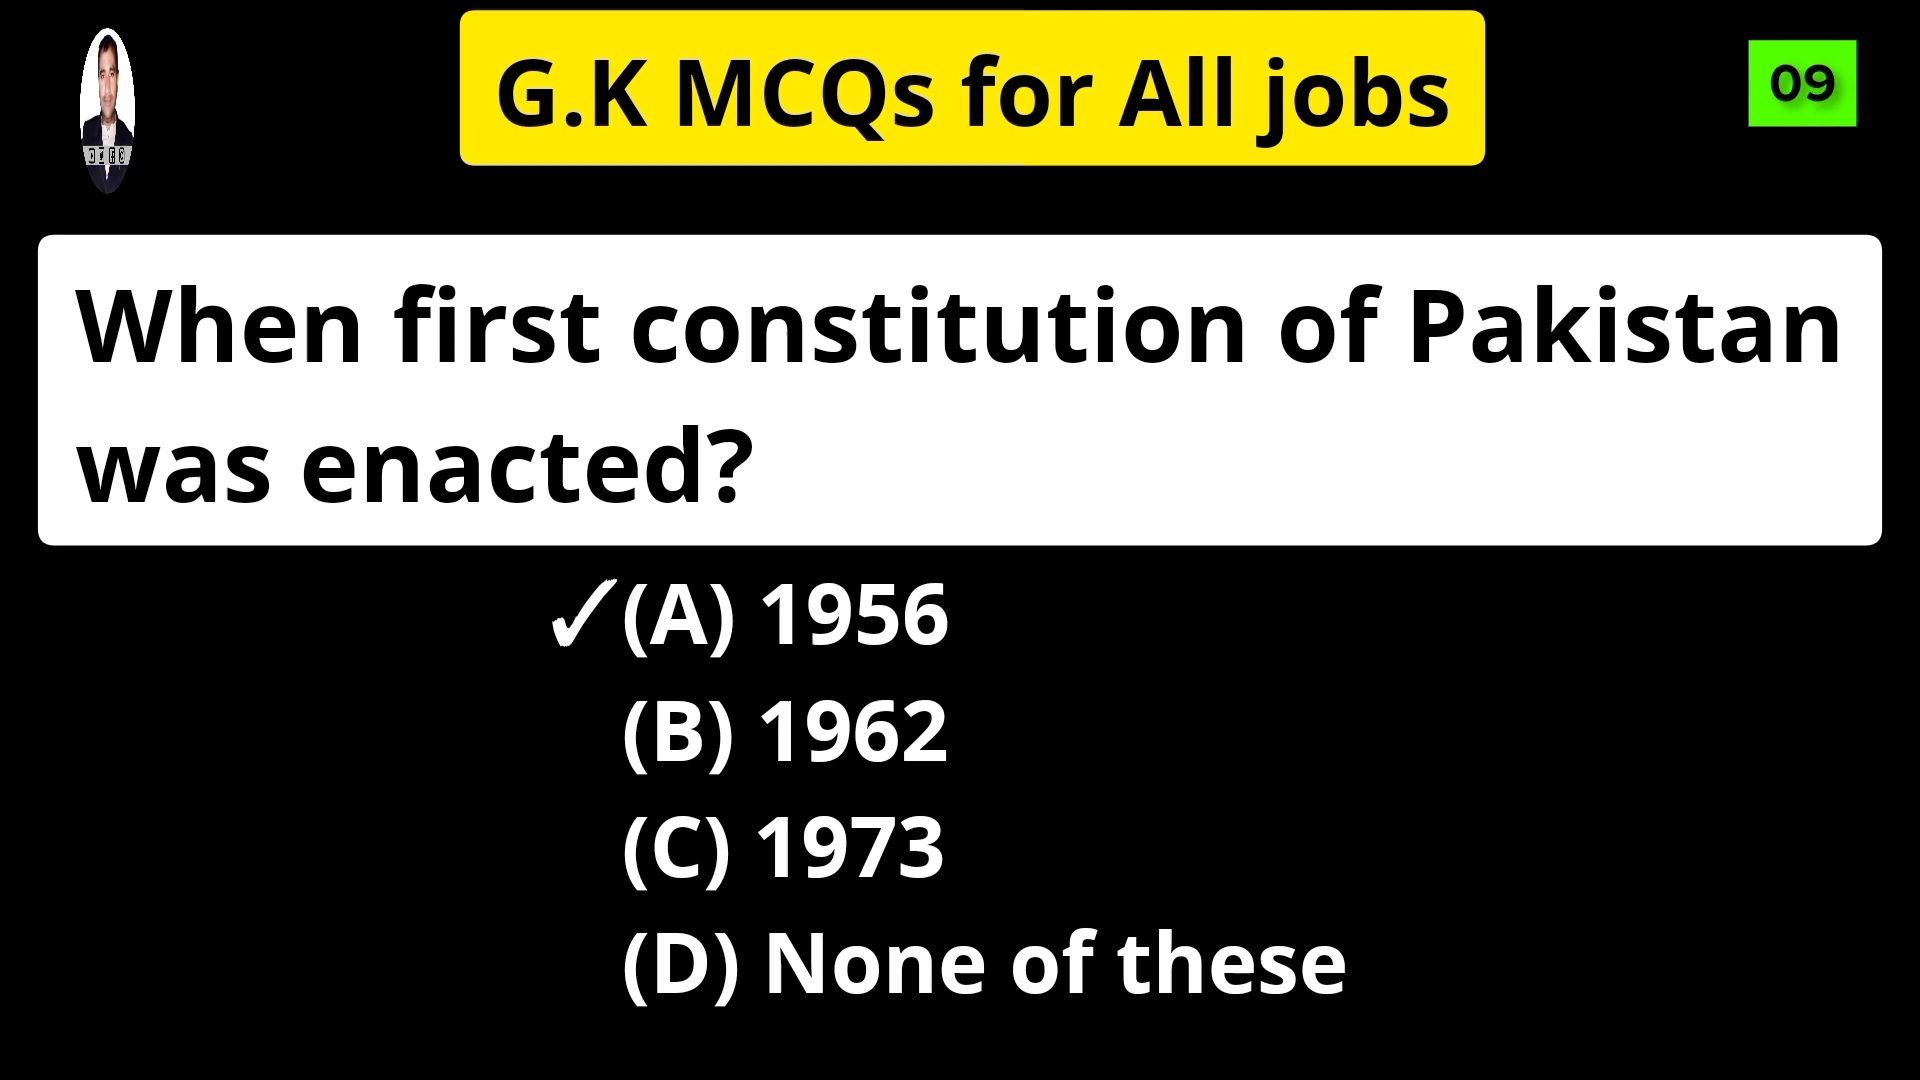 G.K MCQs for All jobs
09
When first constitution of Pakistan
was enacted?
✓(A) 1956
(B) 1962
(C) 1973
(D) None of these